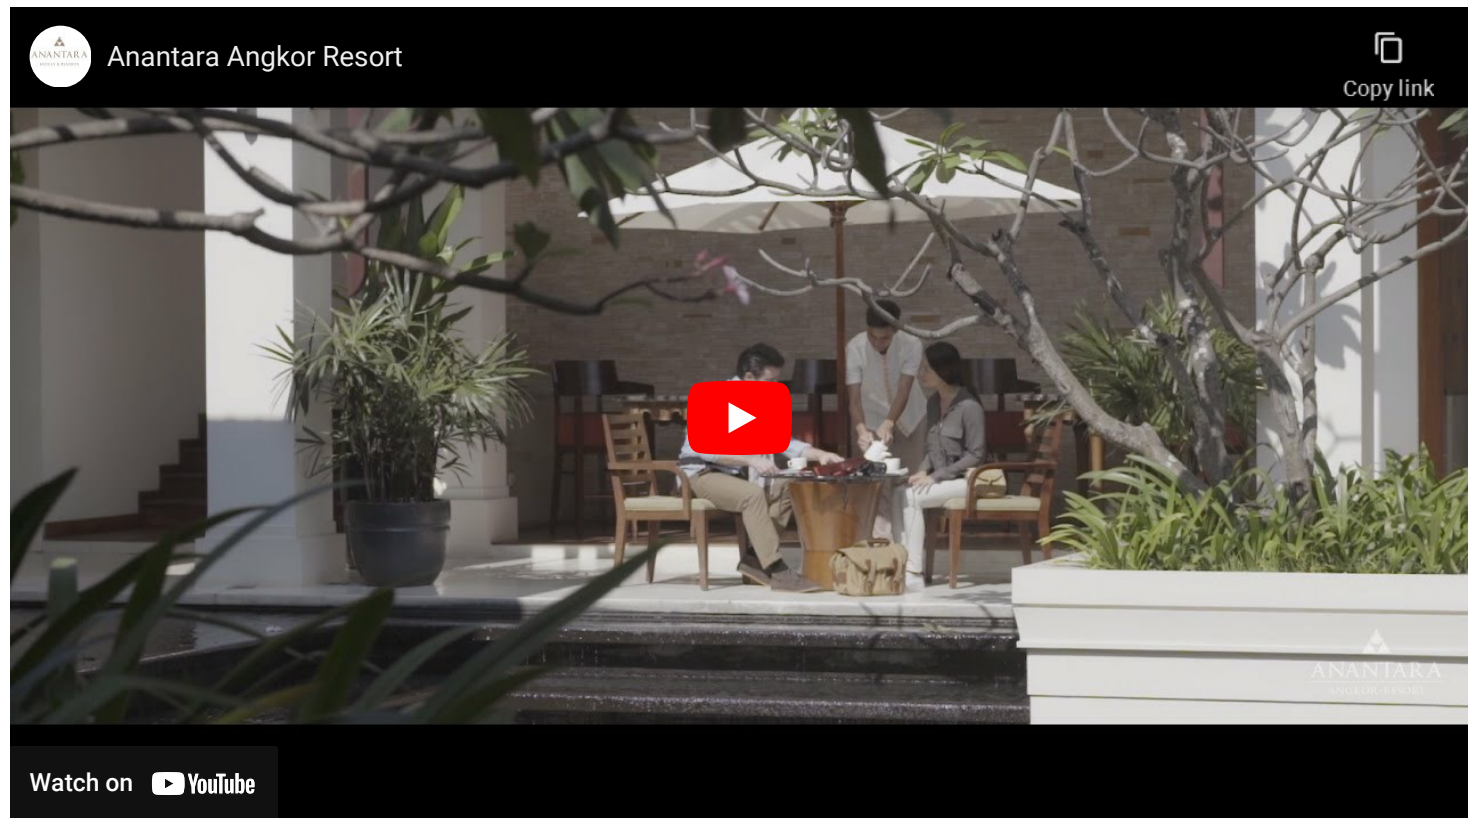 ANANTARA
Anantara Angkor Resort
Copy link
ANANTARA
ANGKOR RESORT
Watch on YouTube